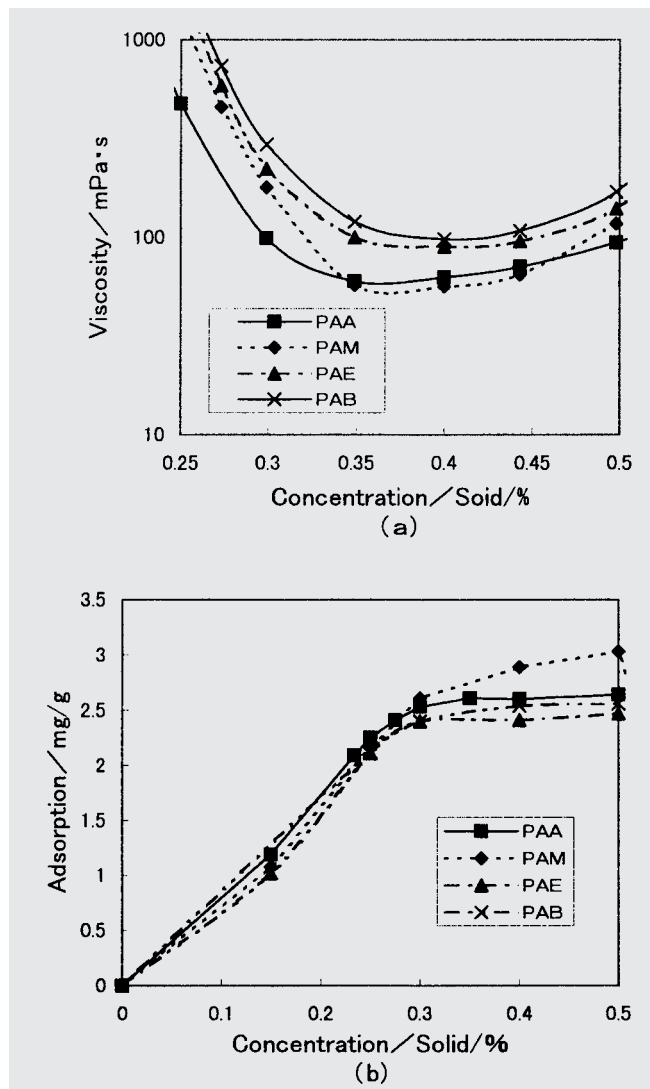 1000
100
10
Viscosity／mPa・s
PAA
PAM
PAE
PAB
0.25 0.3 0.35 0.4 0.45 0.5
Concentration／Soid/%
(a)
3.5
3
2.5
2
1.5
1
0.5
0
Adsorption／mg/g
PAA
PAM
PAE
PAB
0 0.1 0.2 0.3 0.4 0.5
Concentration／Solid/%
(b)